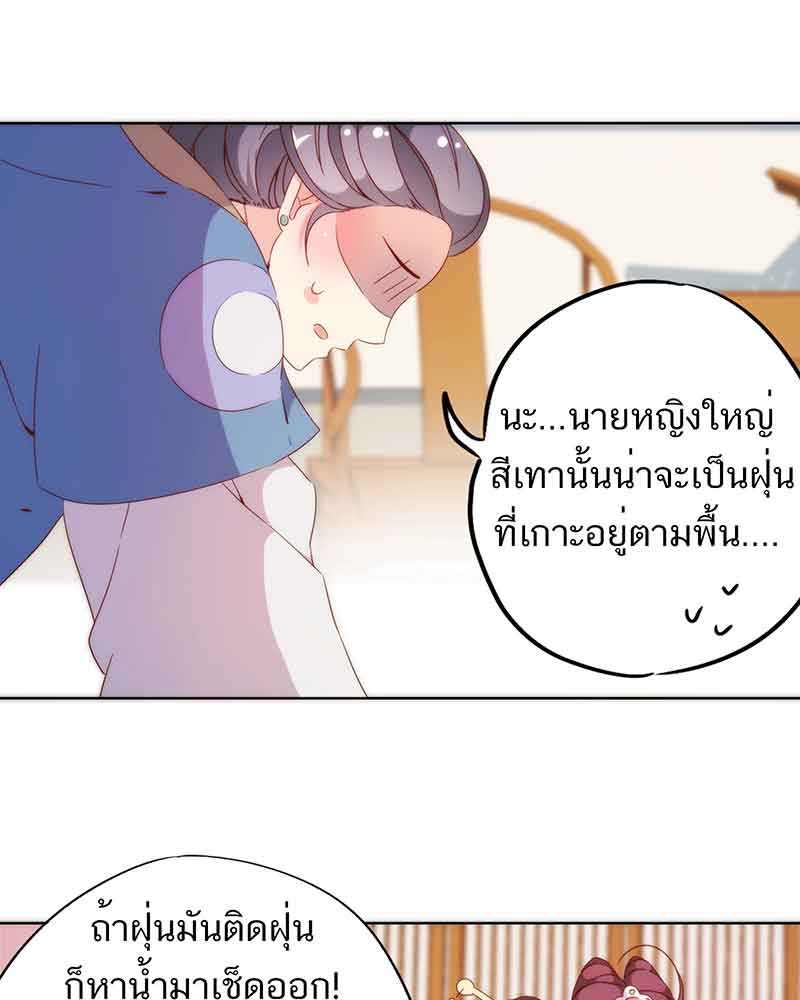 นะ...นายหญิงใหญ่
สีเทานั้นน่าจะเป็นฝุ่น
ที่เกาะอยู่ตามพื้น....
ถ้าฝุ่นมันติดฝุ่น
ก็หาน้ำมาเช็ดออก!